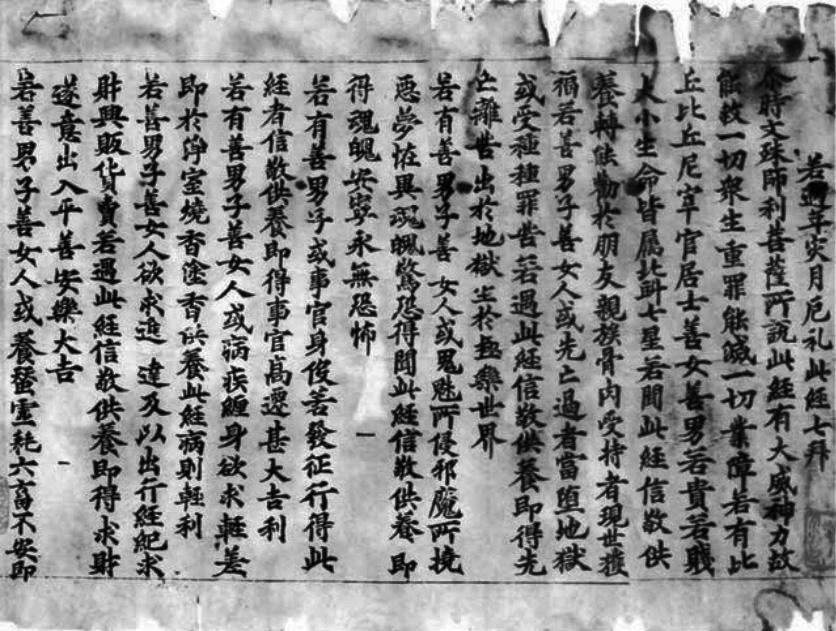 若遇年灾月厄礼此經七拜
尒時文殊師利菩薩所說此經有大威神力故
能救一切衆生重罪能滅一切業障若有比
丘比丘尼宰官居士善女善男若貴若賤
大小生命皆属北斗七星若聞此經信敬供
養轉勧於朋友親族骨肉受持者現世獲
福若善男子善女人或先亡過者當堕地獄
或受種種罪苦若遇此經信敬供養即得先
亡離苦出於地獄生於極樂世界
若有善男子善女人或鬼魅所侵邪魔所撓
惡夢恠異魂魄驚恐得聞此經信敬供養即
得魂魄安寧永無恐怖
若有善男子或事官身役若發征行得此
經者信敬供養即得事官高遷甚大吉利
若有善男子善女人或病疾纏身欲求輕差
即於淨室燒香塗香供養此經病則輕利
若善男子善女人欲求進達及以出行經紀求
財興販貨賣若遇此經信敬供養即得求財
遂意出入平善安樂大吉
若善男子善女人或養蚕虚耗六畜不安即